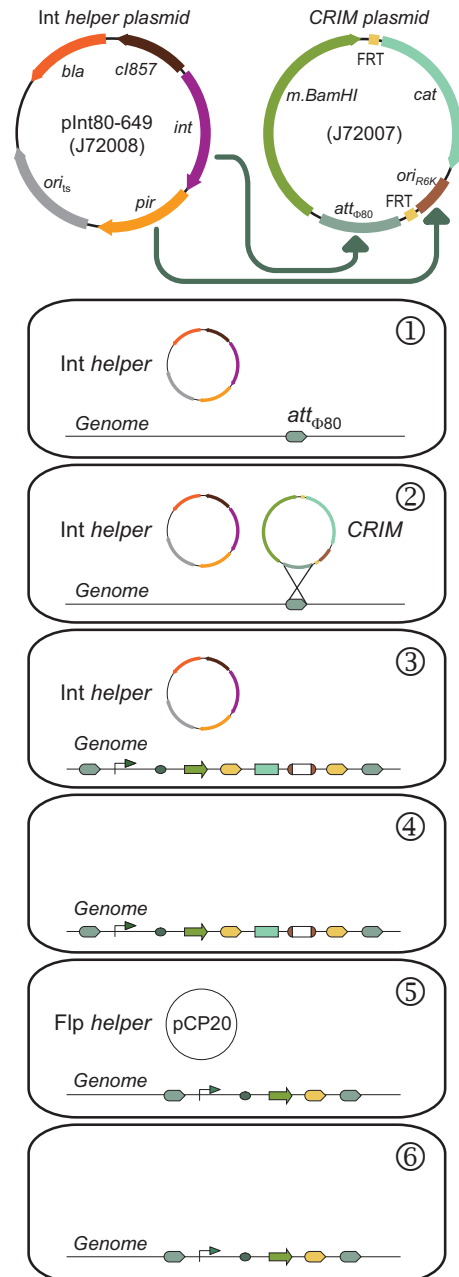 Int helper plasmid
CRIM plasmid
bla
cI857
int
pInt80-649
(J72008)
ori_ts
pir
FRT
m.BamHI
cat
(J72007)
ori_R6K
FRT
att_Φ80
①
Int helper
Genome
att_Φ80
②
Int helper
CRIM
Genome
③
Int helper
Genome
④
Genome
⑤
Flp helper
pCP20
Genome
⑥
Genome